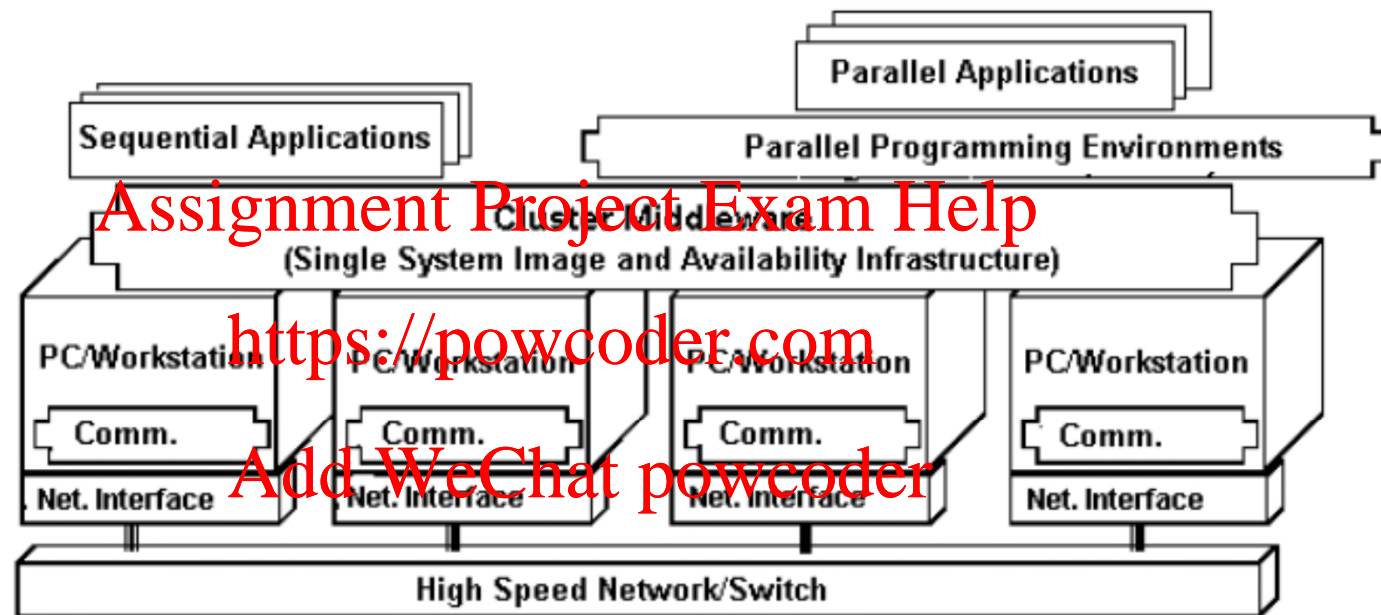 Parallel Applications
Sequential Applications
Parallel Programming Environments
Assignment Project Exam Help
Cluster Middleware
(Single System Image and Availability Infrastructure)
https://powcoder.com
PC/Workstation PC/Workstation PC/Workstation PC/Workstation
Comm. Comm. Comm. Comm.
Add WeChat powcoder
Net. Interface Net. Interface Net. Interface Net. Interface
High Speed Network/Switch